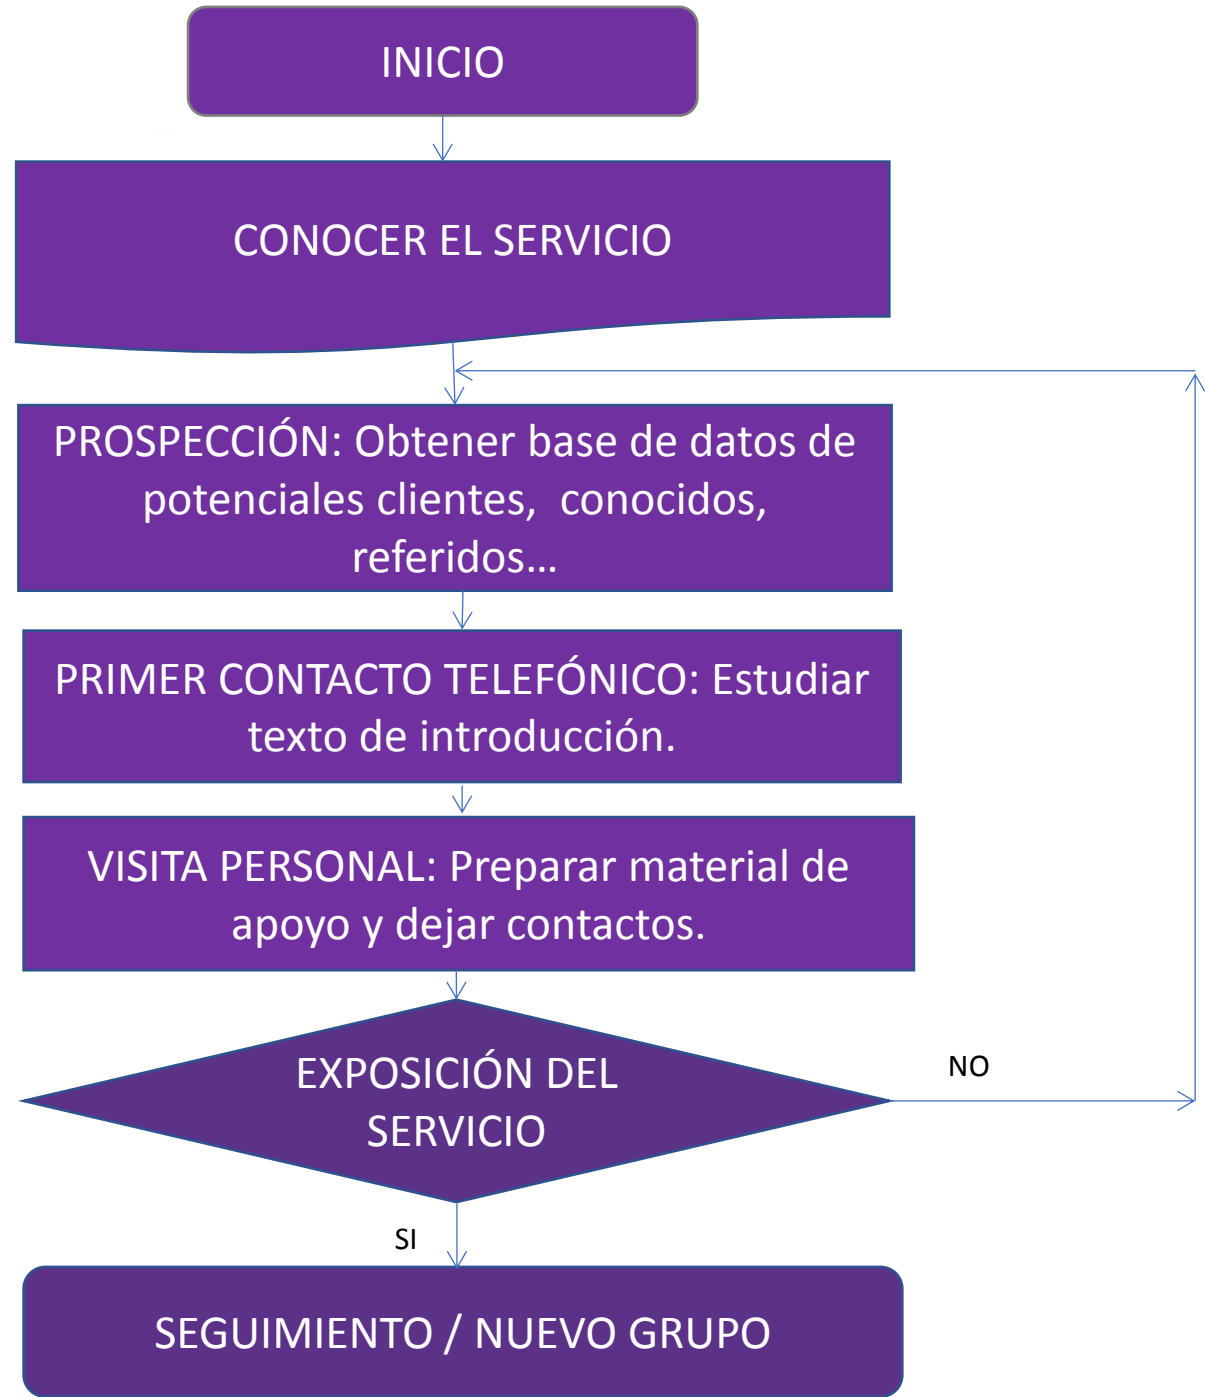 INICIO
CONOCER EL SERVICIO
PROSPECCIÓN: Obtener base de datos de
potenciales clientes,  conocidos,
referidos...
PRIMER CONTACTO TELEFÓNICO: Estudiar
texto de introducción.
VISITA PERSONAL: Preparar material de
apoyo y dejar contactos.
EXPOSICIÓN DEL
SERVICIO
NO
SI
SEGUIMIENTO / NUEVO GRUPO